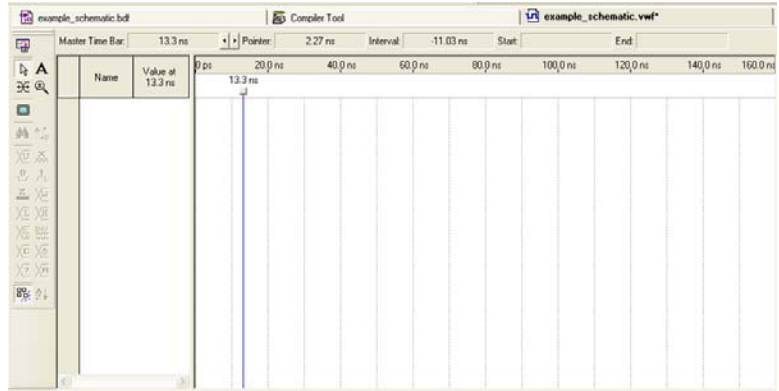 example_schematic.bdf Compiler Tool example_schematic.vwf*
Master Time Bar: 13.3 ns Pointer: 2.27 ns Interval: -11.03 ns Start: End:
A
Name Value at 13.3 ns
0 ps 20.0 ns 40.0 ns 60.0 ns 80.0 ns 100.0 ns 120.0 ns 140.0 ns 160.0 ns
13.3 ns